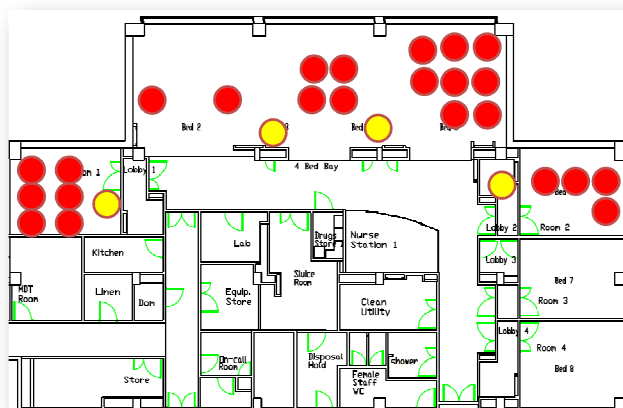 Bed 2
Bed
4 Bed Bay
Lobby 1
Lobby 2
Room 2
Kitchen
Lab
Drugs
Store
Nurse
Station 1
Lobby 3
Sluice
Room
MDT
Room
Linen
Dom
Equip.
Store
Clean
Utility
Bed 7
Room 3
Lobby 4
Room 4
On-call
Room
Disposal
Hold
Shower
Female
Staff
WC
Store
Bed 8